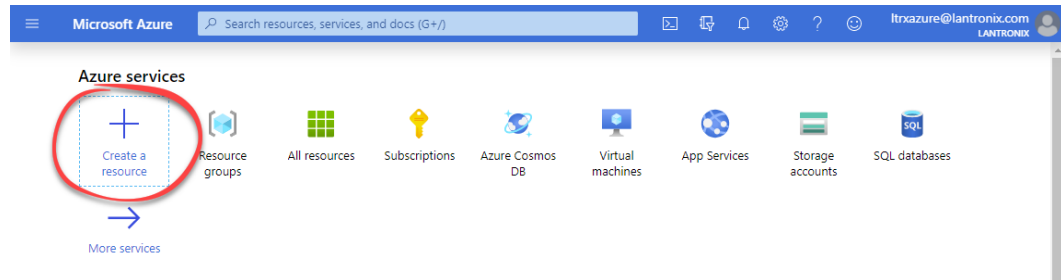 Microsoft Azure
Search resources, services, and docs (G+/)
ltrxazure@lantronix.com
LANTRONIX
Azure services
Create a
resource
Resource
groups
All resources
Subscriptions
Azure Cosmos
DB
Virtual
machines
App Services
Storage
accounts
SQL
SQL databases
More services